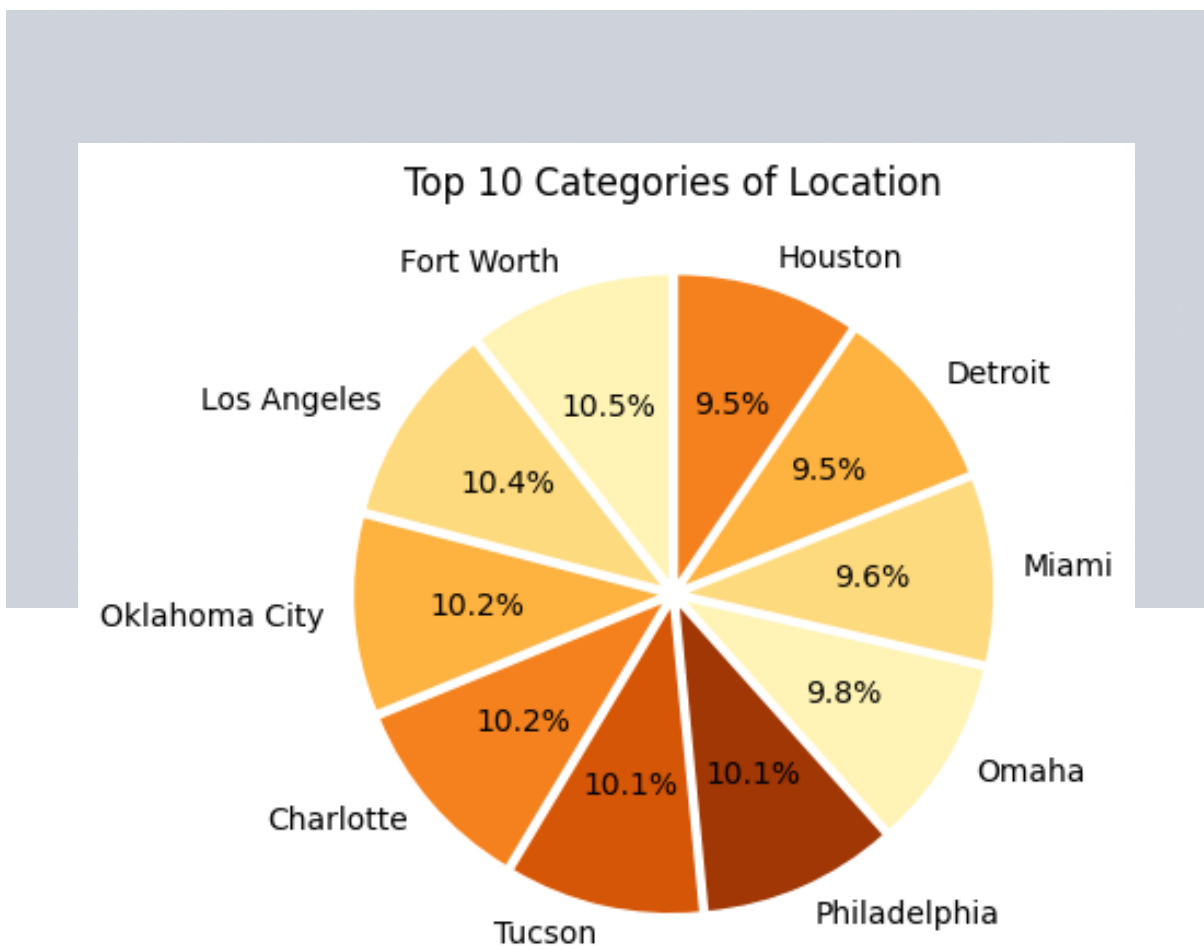 Top 10 Categories of Location
Houston
Fort Worth
Detroit
Los Angeles
10.5%
9.5%
9.5%
10.4%
Miami
9.6%
Oklahoma City
10.2%
9.8%
10.2%
Omaha
10.1%
10.1%
Charlotte
Philadelphia
Tucson